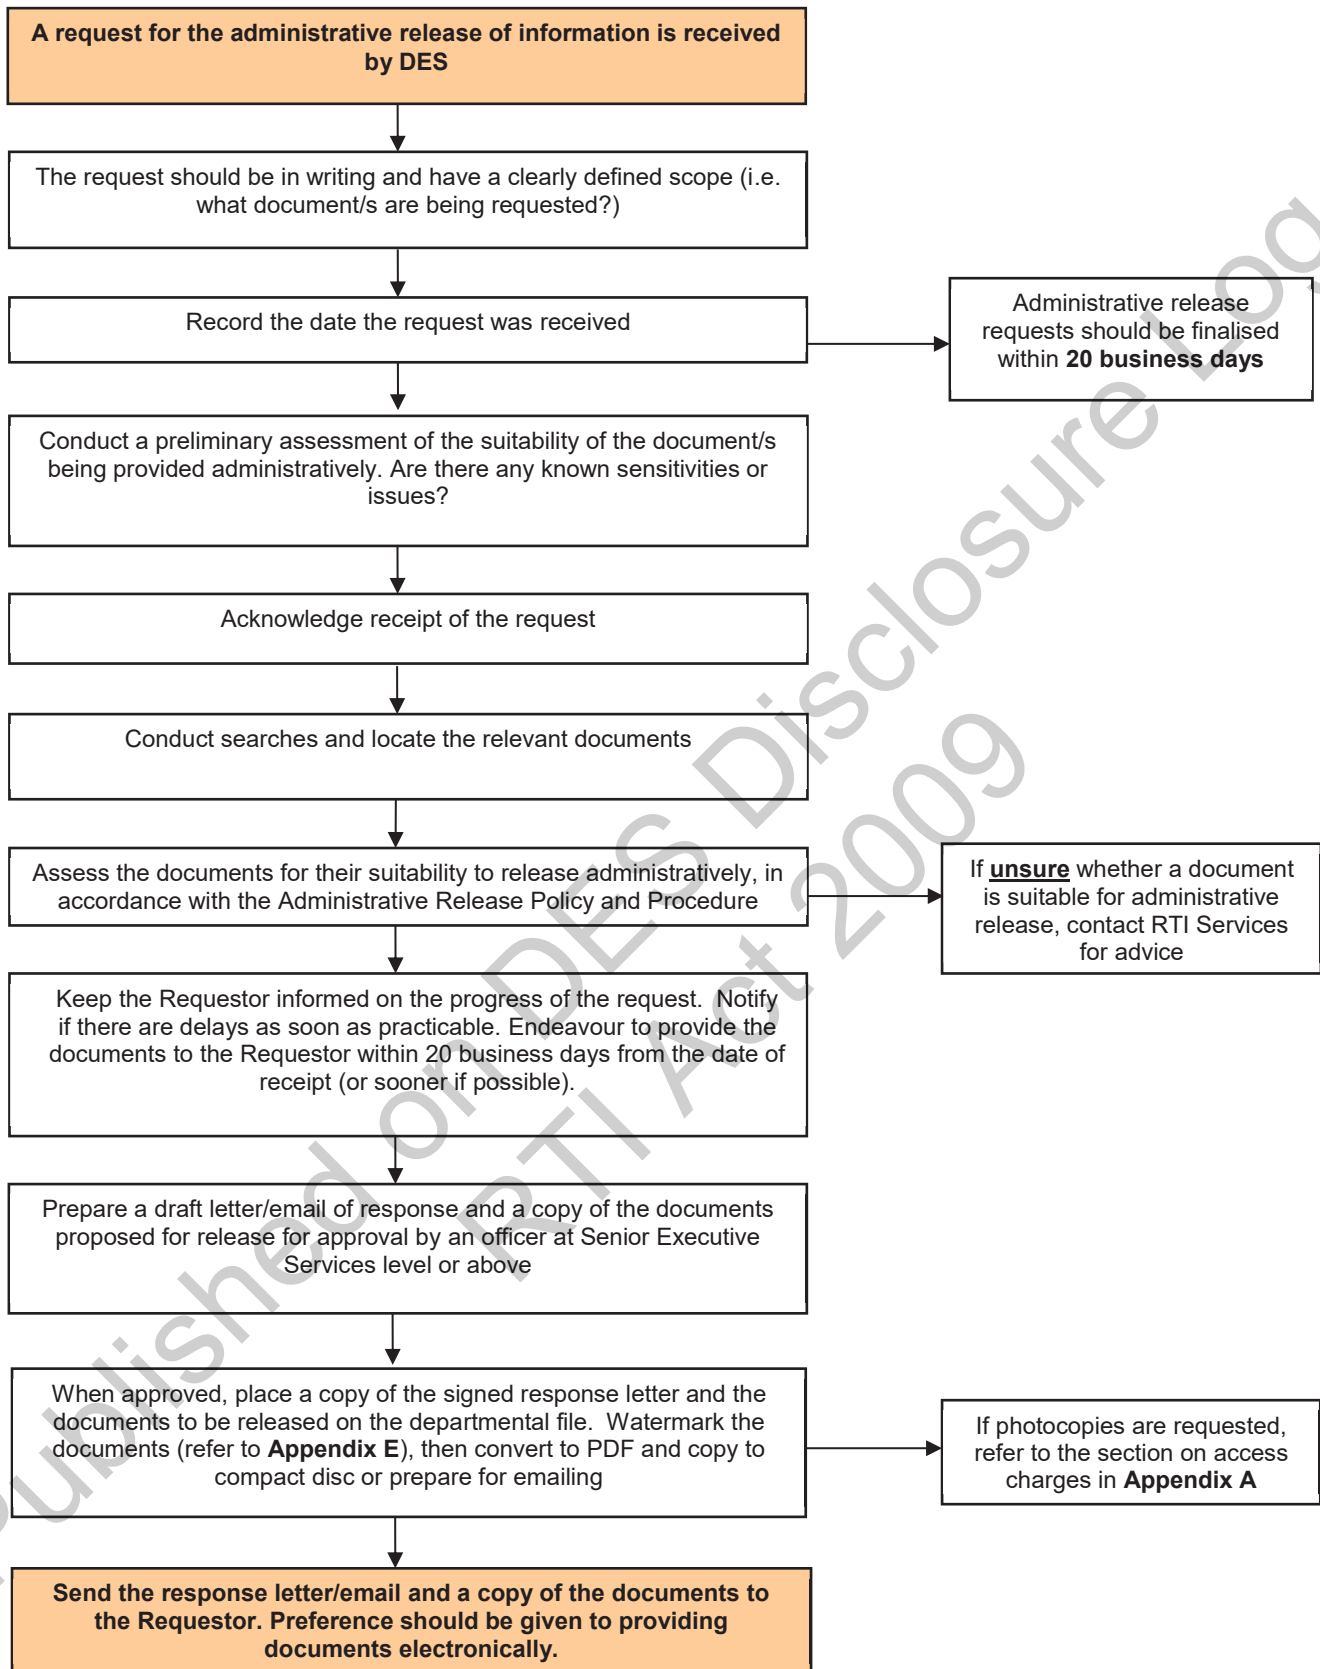 A request for the administrative release of information is received
by DES
The request should be in writing and have a clearly defined scope (i.e.
what document/s are being requested?)
Record the date the request was received
Administrative release
requests should be finalised
within 20 business days
Conduct a preliminary assessment of the suitability of the document/s
being provided administratively. Are there any known sensitivities or
issues?
Acknowledge receipt of the request
Conduct searches and locate the relevant documents
Assess the documents for their suitability to release administratively, in
accordance with the Administrative Release Policy and Procedure
If unsure whether a document
is suitable for administrative
release, contact RTI Services
for advice
Keep the Requestor informed on the progress of the request.  Notify
if there are delays as soon as practicable. Endeavour to provide the
documents to the Requestor within 20 business days from the date of
receipt (or sooner if possible).
Prepare a draft letter/email of response and a copy of the documents
proposed for release for approval by an officer at Senior Executive
Services level or above
When approved, place a copy of the signed response letter and the
documents to be released on the departmental file.  Watermark the
documents (refer to Appendix E), then convert to PDF and copy to
compact disc or prepare for emailing
If photocopies are requested,
refer to the section on access
charges in Appendix A
Send the response letter/email and a copy of the documents to
the Requestor. Preference should be given to providing
documents electronically.
Published on DES Disclosure Log
RTI Act 2009